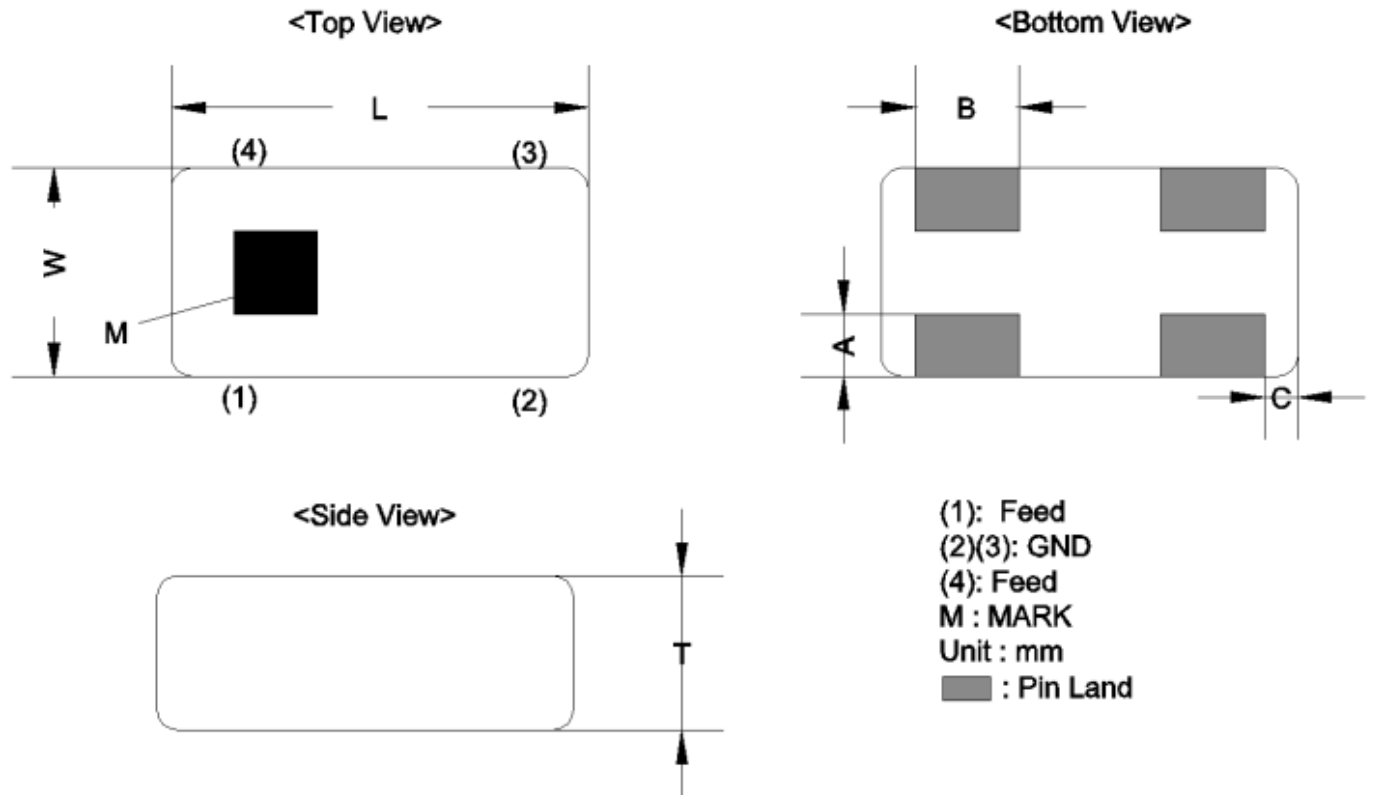 <Top View>
<Bottom View>
L
B
(4)
(3)
W
M
A
C
(1)
(2)
<Side View>
T
(1): Feed
(2)(3): GND
(4): Feed
M : MARK
Unit : mm
: Pin Land